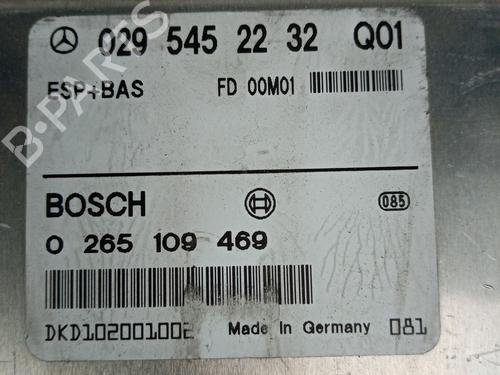 029 545 22 32 Q01
ESP+BAS FD 00M01
BOSCH 085
0 265 109 469
DKD102001002 Made In Germany 081
B-PARTS